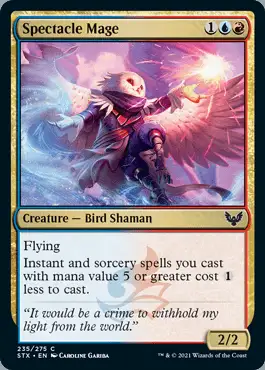 Spectacle Mage 1
Creature — Bird Shaman
Flying
Instant and sorcery spells you cast
with mana value 5 or greater cost 1
less to cast.
“It would be a crime to withhold my
light from the world.”
2/2
235/275 C
STX • EN CAROLINE GARIBA
™ & © 2021 Wizards of the Coast